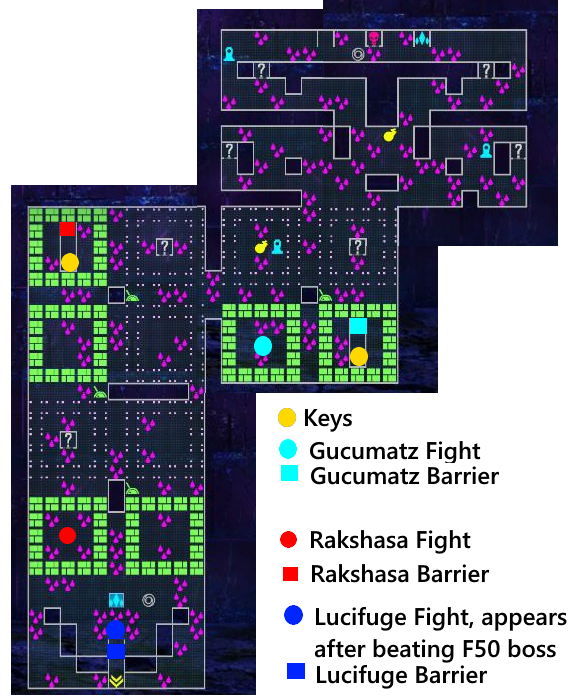 ?
?
?
?
?
?
?
Keys
Gucumatz Fight
Gucumatz Barrier
Rakshasa Fight
Rakshasa Barrier
Lucifuge Fight, appears
after beating F50 boss
Lucifuge Barrier